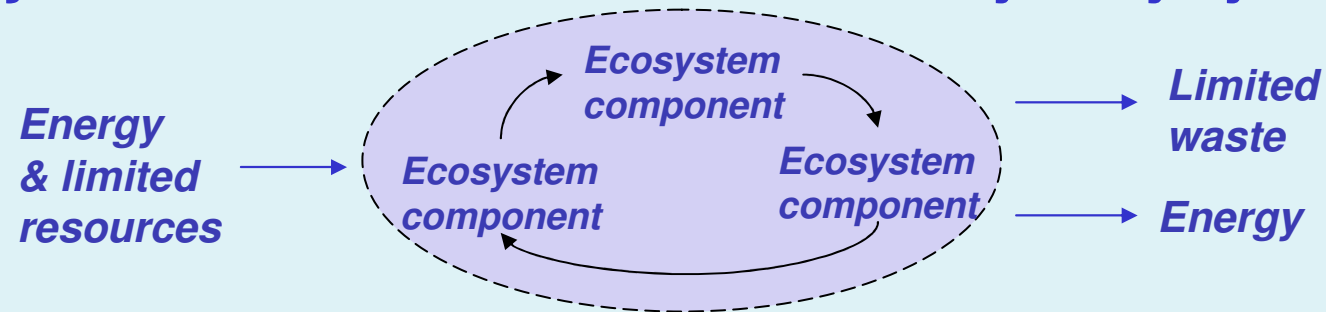 Ecosystem
component
Energy
& limited
resources
Ecosystem
component
Ecosystem
component
Limited
waste
Energy